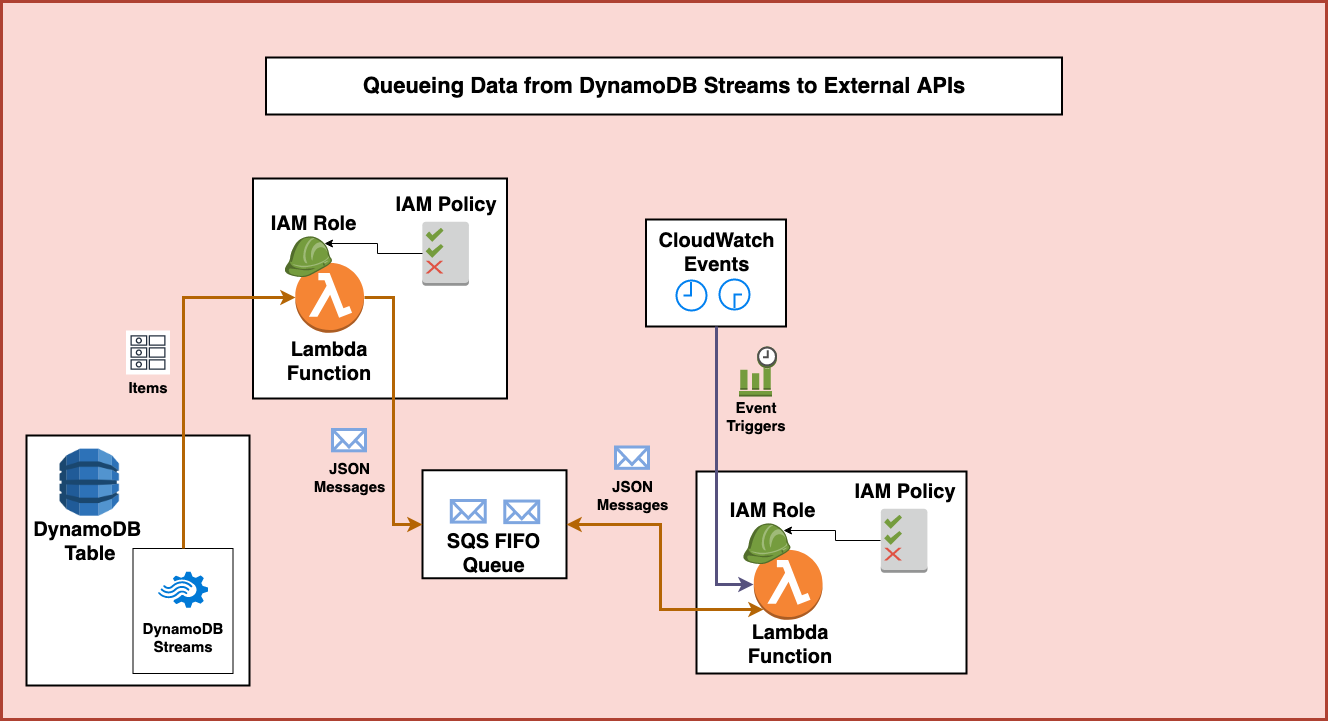 Queueing Data from DynamoDB Streams to External APIs
IAM Policy
IAM Role
Lambda
Function
Items
JSON
Messages
DynamoDB
Table
DynamoDB
Streams
SQS FIFO
Queue
JSON
Messages
CloudWatch
Events
Event
Triggers
IAM Policy
IAM Role
Lambda
Function